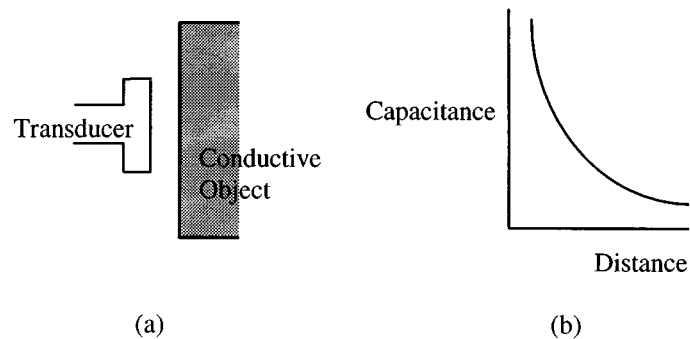 Transducer
Conductive
Object
Capacitance
Distance
(a)
(b)